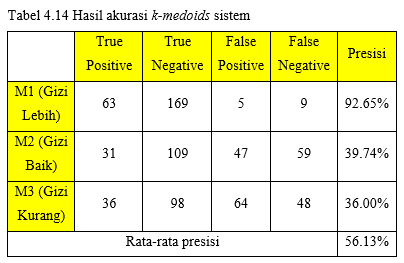 Tabel 4.14 Hasil akurasi k-medoids sistem
True Positive True Negative False Positive False Negative Presisi
M1 (Gizi Lebih) 63 169 5 9 92.65%
M2 (Gizi Baik) 31 109 47 59 39.74%
M3 (Gizi Kurang) 36 98 64 48 36.00%
Rata-rata presisi 56.13%